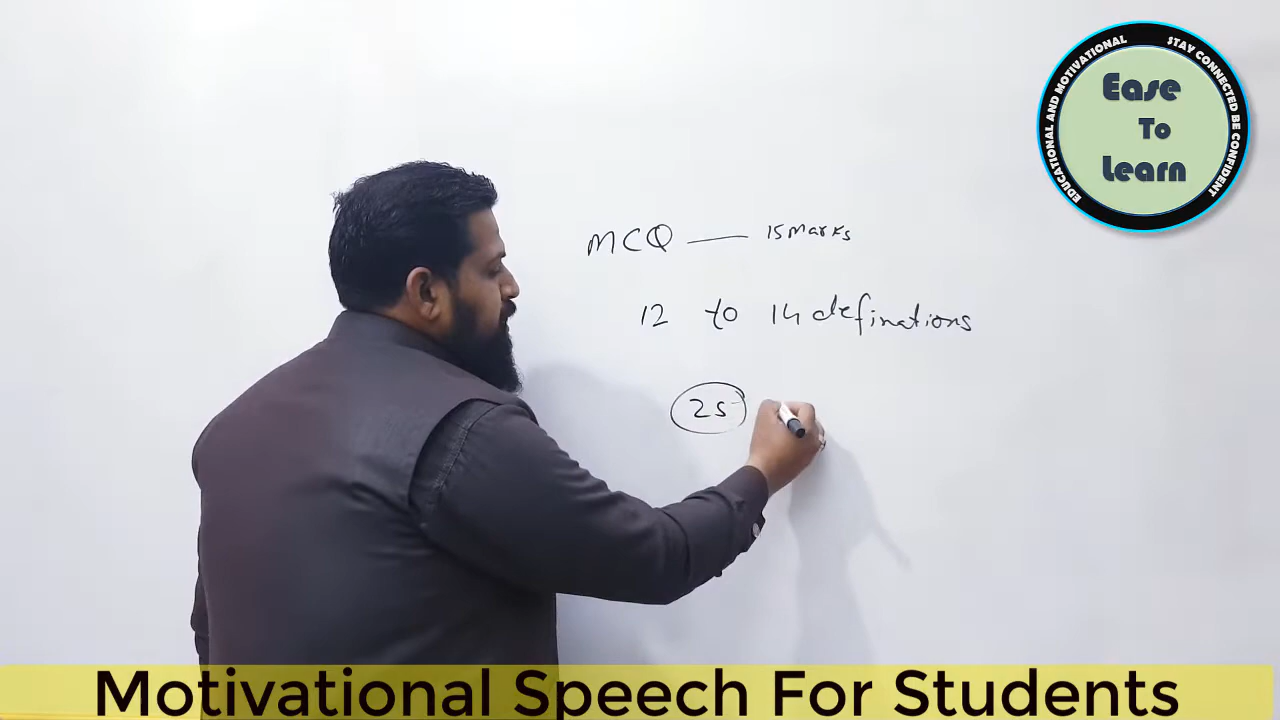 EDUCATIONAL AND MOTIVATIONAL
STAY CONNECTED BE CONFIDENT
Ease
To
Learn
MCQ — 15 Marks
12 to 14 definations
25
Motivational Speech For Students